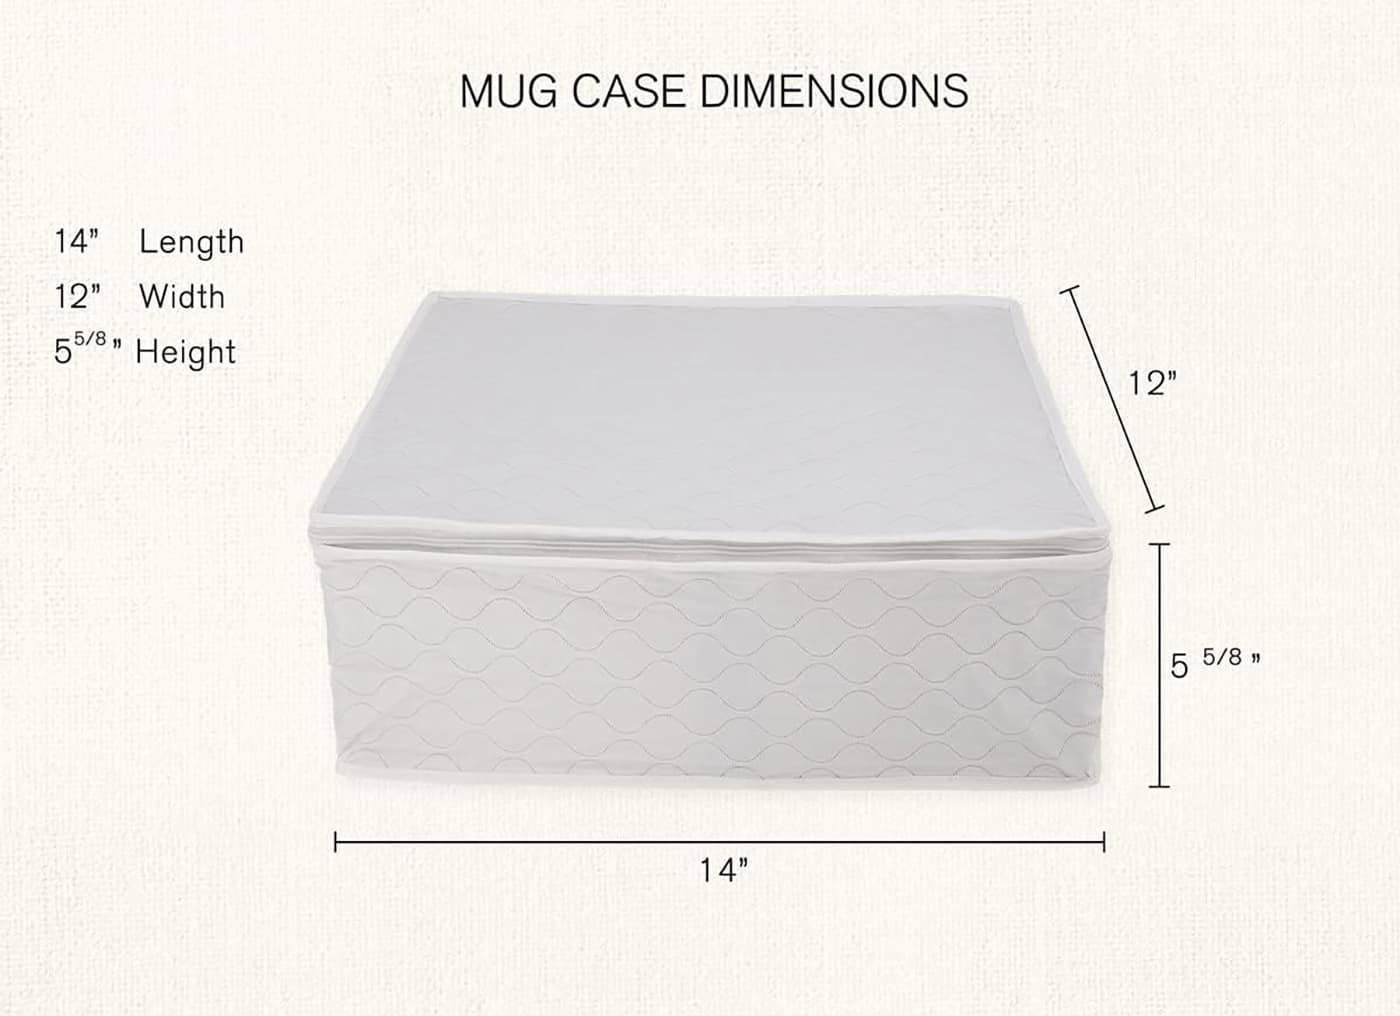 MUG CASE DIMENSIONS
14” Length
12” Width
5 5/8” Height
12”
5 5/8”
14”